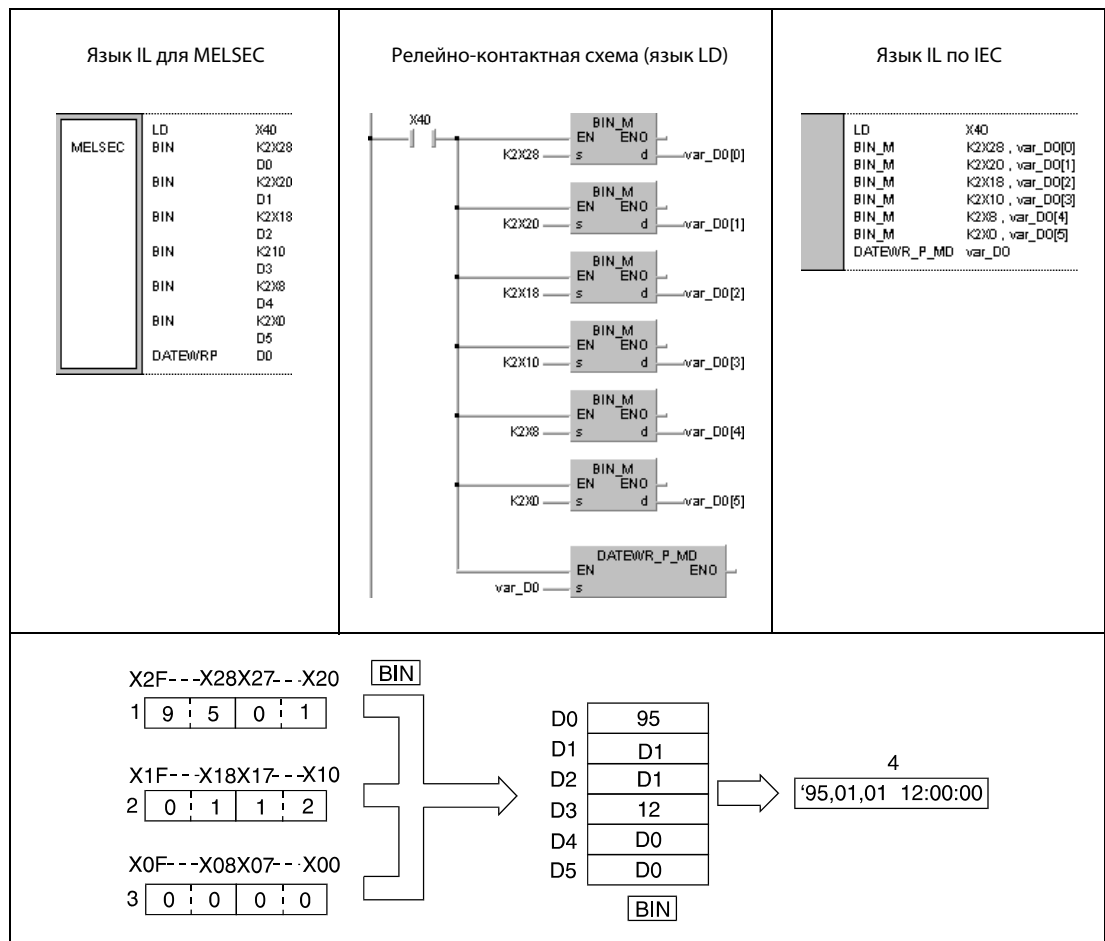 Язык IL для MELSEC
MELSEC
LD X40
BIN K2X28
D0
BIN K2X20
D1
BIN K2X18
D2
BIN K210
D3
BIN K2X8
D4
BIN K2X0
D5
DATEWRP D0
Релейно-контактная схема (язык LD)
X40
BIN_M
EN ENO
K2X28 s d var_D0[0]
BIN_M
EN ENO
K2X20 s d var_D0[1]
BIN_M
EN ENO
K2X18 s d var_D0[2]
BIN_M
EN ENO
K2X10 s d var_D0[3]
BIN_M
EN ENO
K2X8 s d var_D0[4]
BIN_M
EN ENO
K2X0 s d var_D0[5]
DATEWR_P_MD
EN ENO
var_D0 s
Язык IL по IEC
LD X40
BIN_M K2X28 , var_D0[0]
BIN_M K2X20 , var_D0[1]
BIN_M K2X18 , var_D0[2]
BIN_M K2X10 , var_D0[3]
BIN_M K2X8 , var_D0[4]
BIN_M K2X0 , var_D0[5]
DATEWR_P_MD var_D0
X2F---X28X27---X20
1 9 5 0 1
X1F---X18X17---X10
2 0 1 1 2
X0F---X08X07---X00
3 0 0 0 0
BIN
D0 95
D1 D1
D2 D1
D3 12
D4 D0
D5 D0
BIN
4
'95,01,01 12:00:00